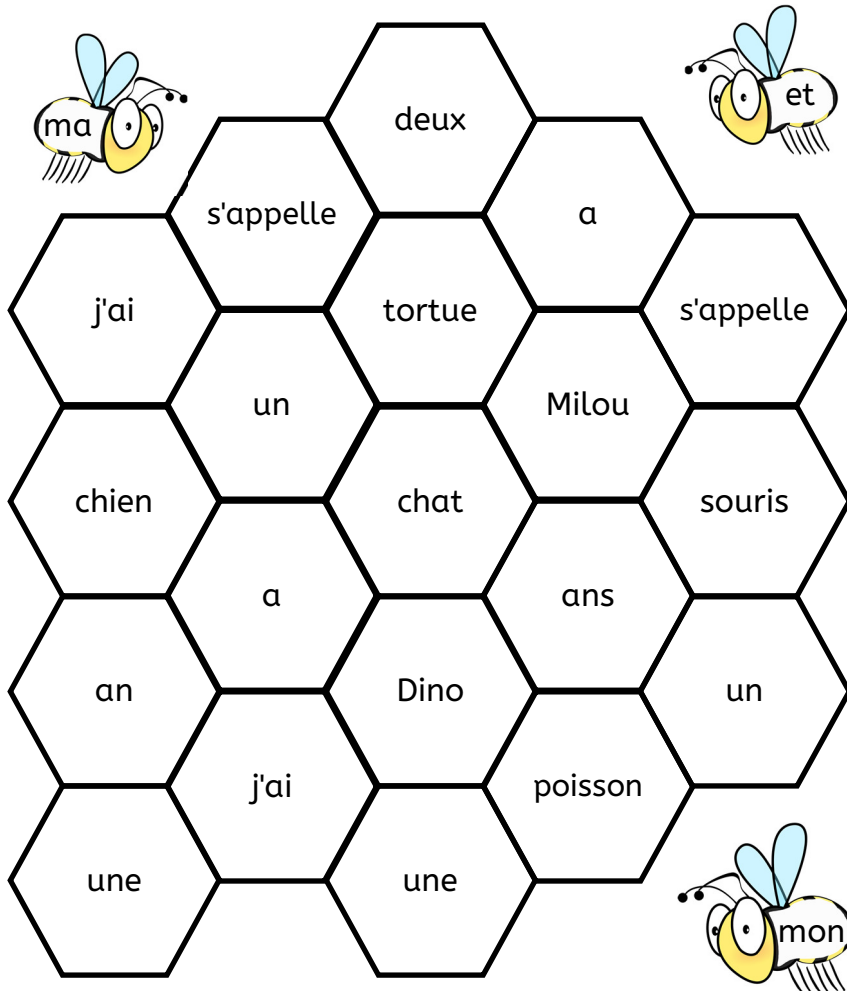 ma
et
deux
s'appelle
a
j'ai
tortue
s'appelle
un
Milou
chien
chat
souris
a
ans
an
Dino
un
j'ai
poisson
une
une
mon